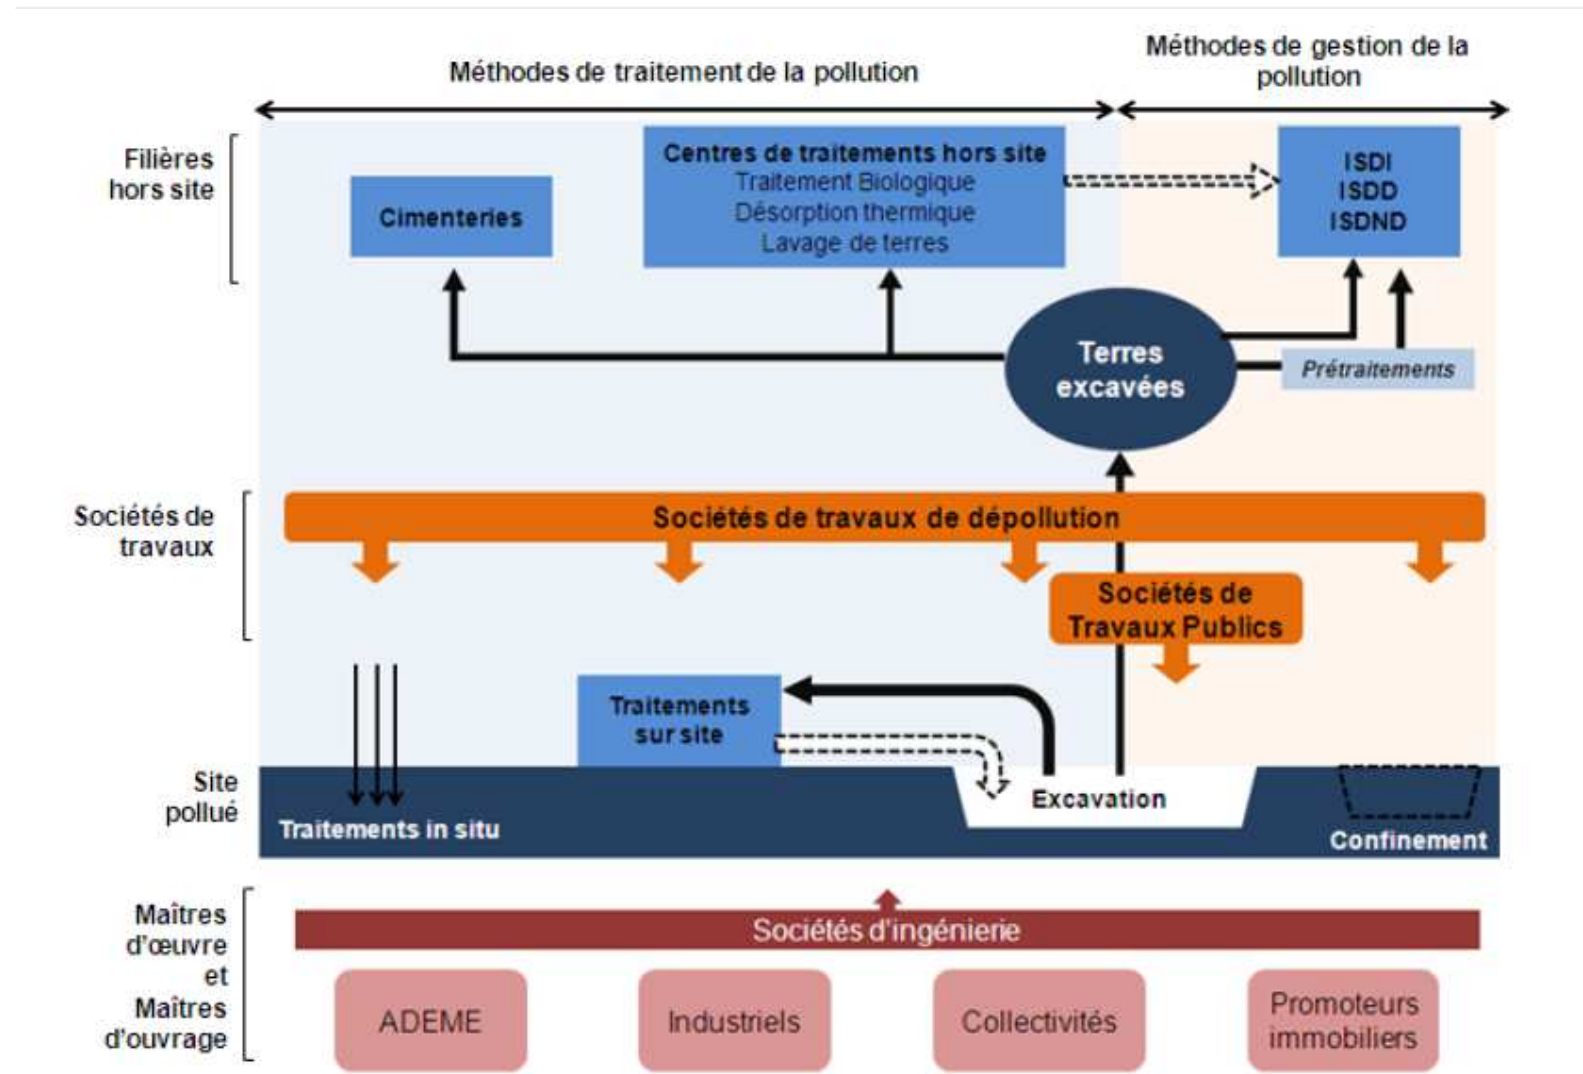 Méthodes de traitement de la pollution
Méthodes de gestion de la
pollution
Filières
hors site
Cimenteries
Centres de traitements hors site
Traitement Biologique
Désorption thermique
Lavage de terres
ISDI
ISDD
ISDND
Terres
excavées
Prétraitements
Sociétés de
travaux
Sociétés de travaux de dépollution
Sociétés de
Travaux Publics
Traitements
sur site
Site
pollué
Traitements in situ
Excavation
Confinement
Maîtres
d'œuvre
et
Maîtres
d'ouvrage
Sociétés d'ingénierie
ADEME
Industriels
Collectivités
Promoteurs
immobiliers